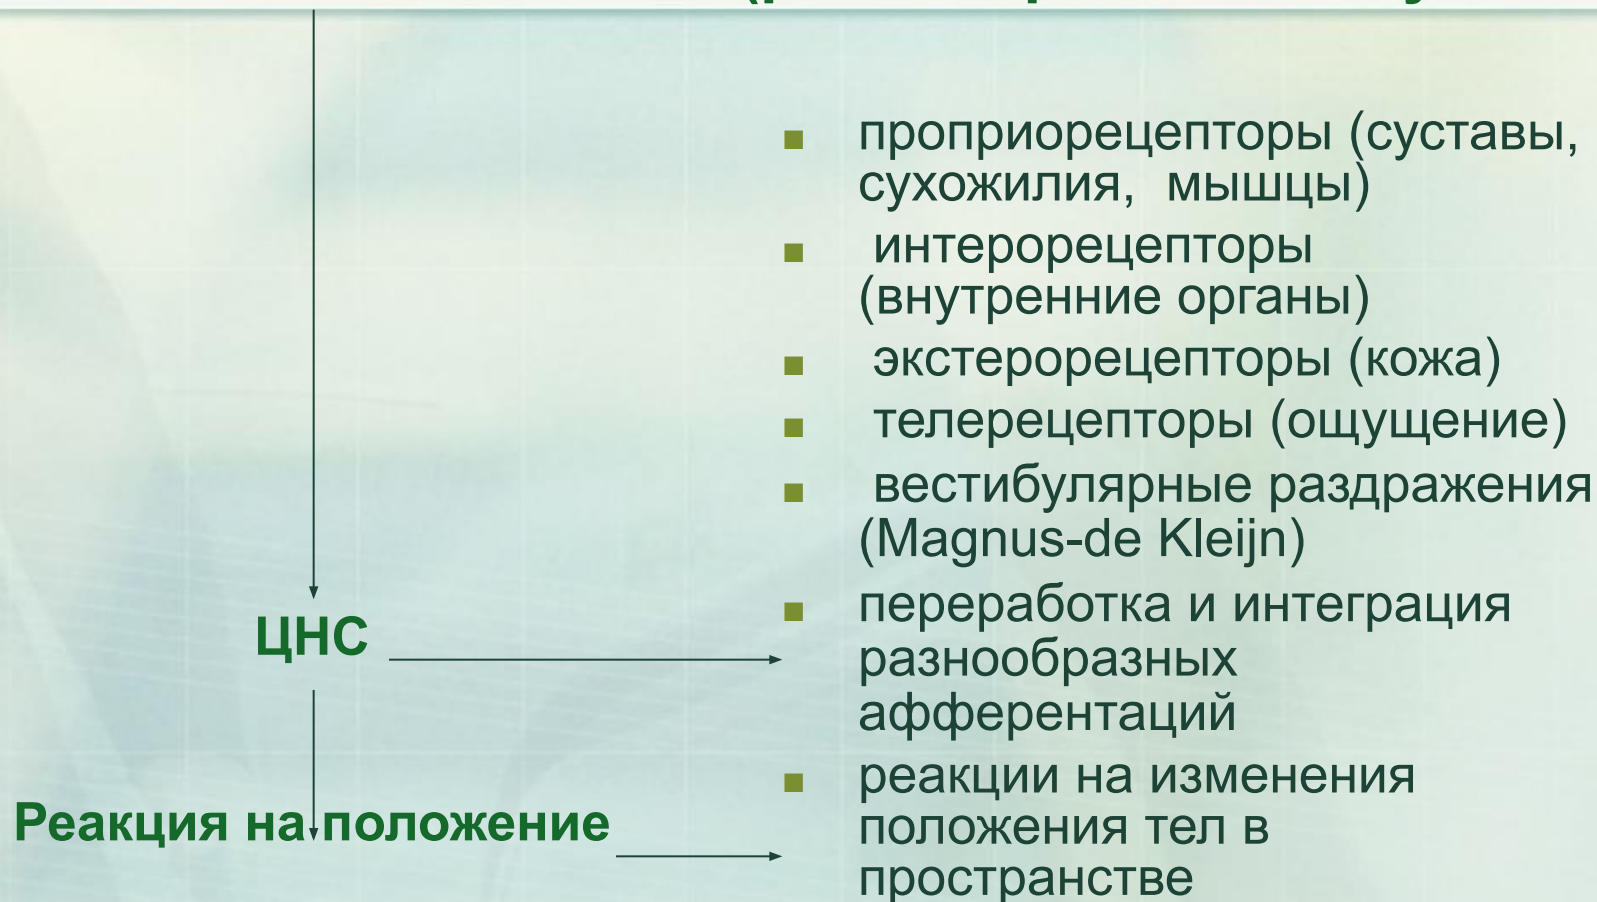 проприорецепторы (суставы,
сухожилия, мышцы)
интерорецепторы
(внутренние органы)
экстерорецепторы (кожа)
телерецепторы (ощущение)
вестибулярные раздражения
(Magnus-de Kleijn)
ЦНС
переработка и интеграция
разнообразных
афферентаций
Реакция на положение
реакции на изменения
положения тел в
пространстве